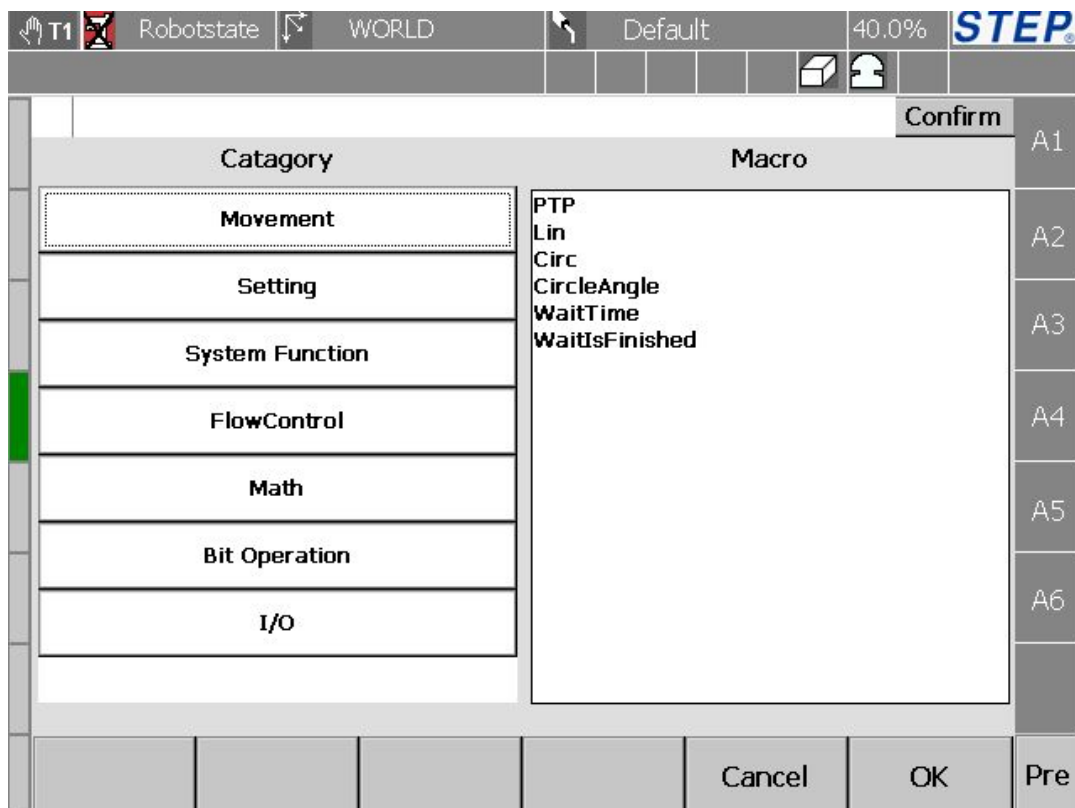 T1 Robotstate WORLD Default 40.0% STEP®
Confirm
Catagory Macro
Movement
Setting
System Function
FlowControl
Math
Bit Operation
I/O
PTP
Lin
Circ
CircleAngle
WaitTime
WaitIsFinished
A1
A2
A3
A4
A5
A6
Cancel OK Pre